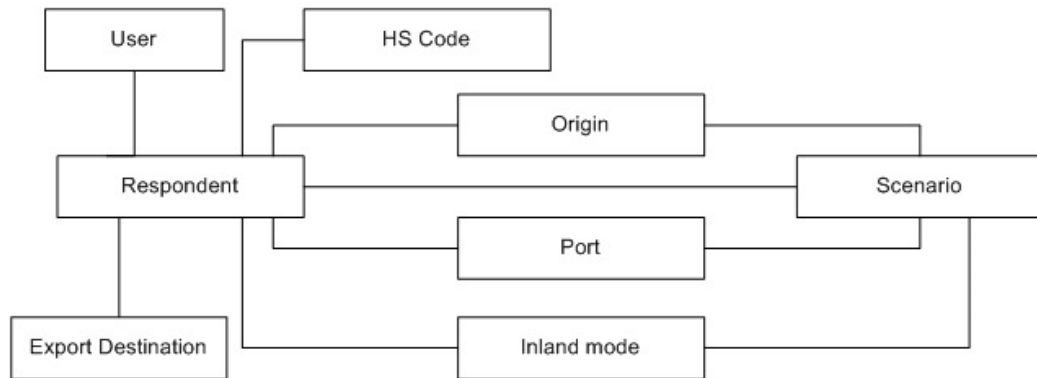 User
HS Code
Origin
Respondent
Scenario
Port
Export Destination
Inland mode